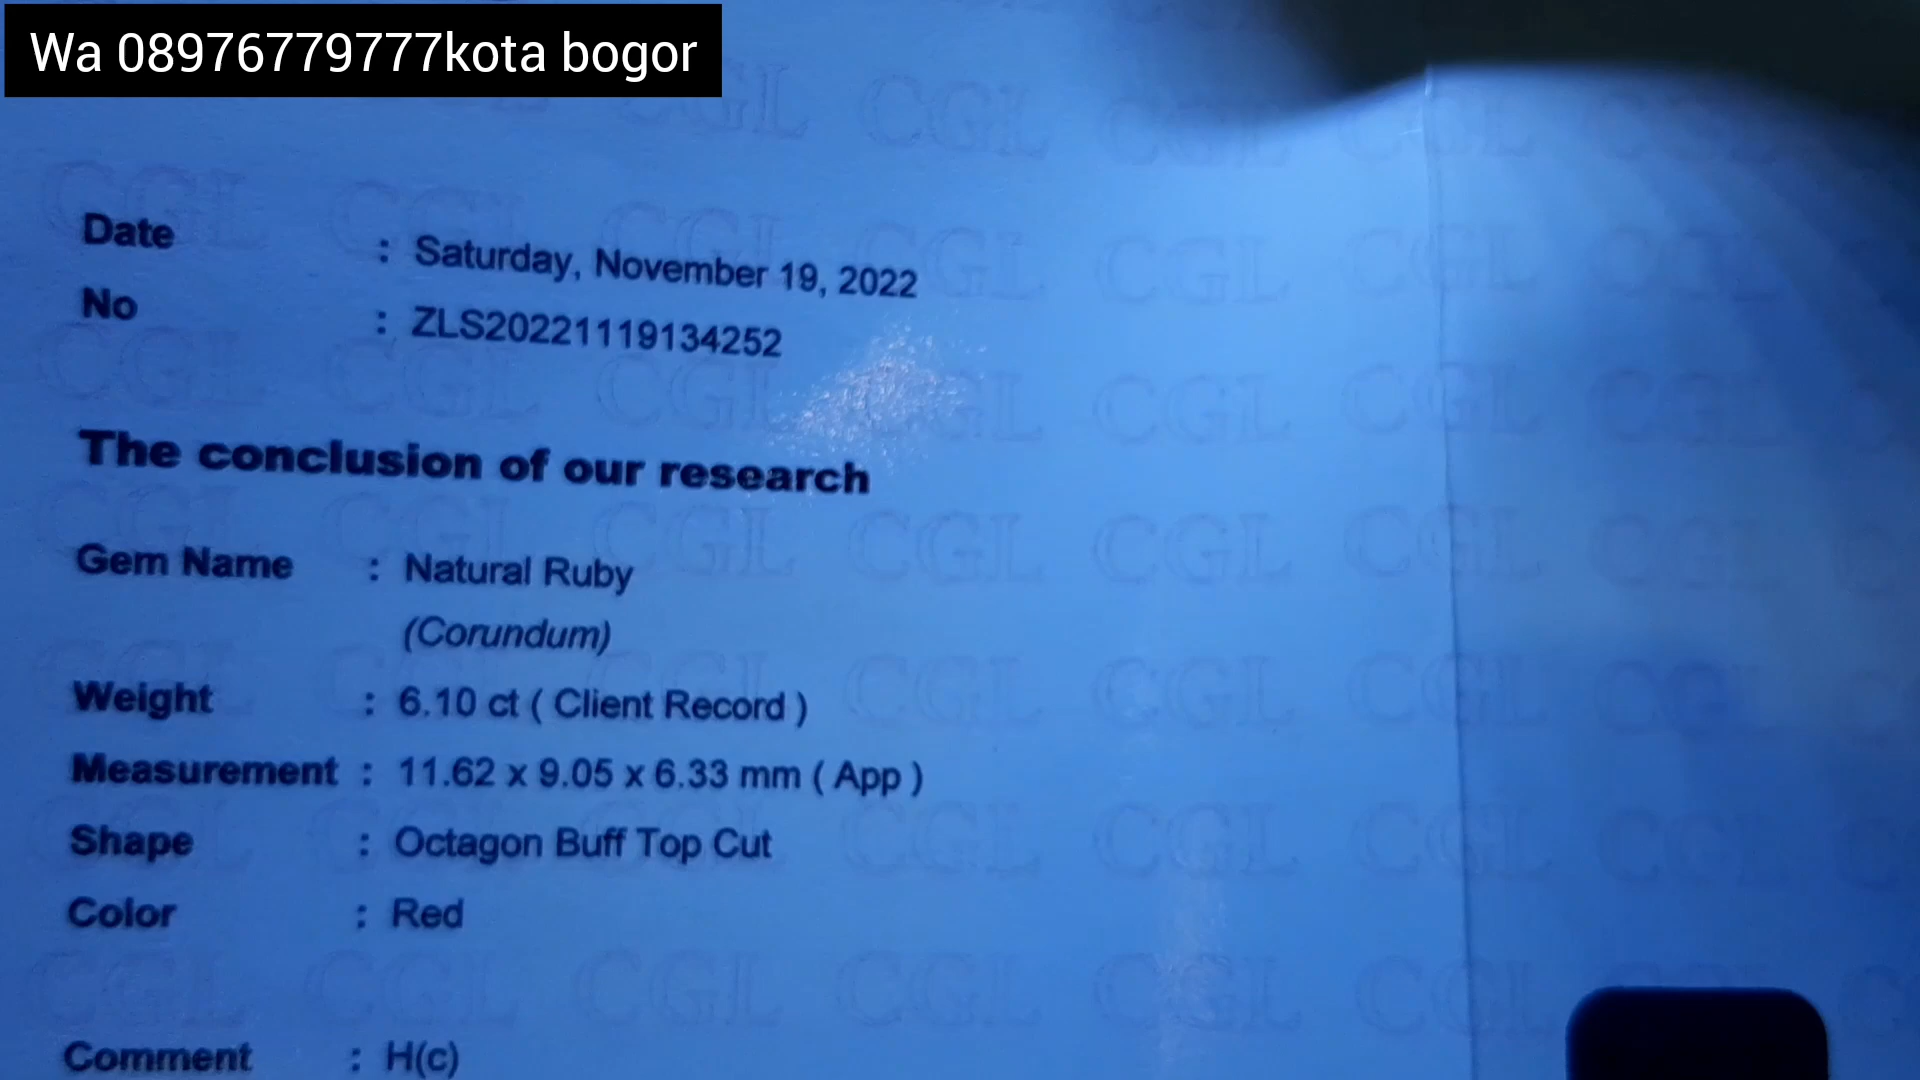 Wa 08976779777kota bogor
Date : Saturday, November 19, 2022
No : ZLS20221119134252
The conclusion of our research
Gem Name : Natural Ruby
(Corundum)
Weight : 6.10 ct ( Client Record )
Measurement : 11.62 x 9.05 x 6.33 mm ( App )
Shape : Octagon Buff Top Cut
Color : Red
Comment : H(c)
CGL